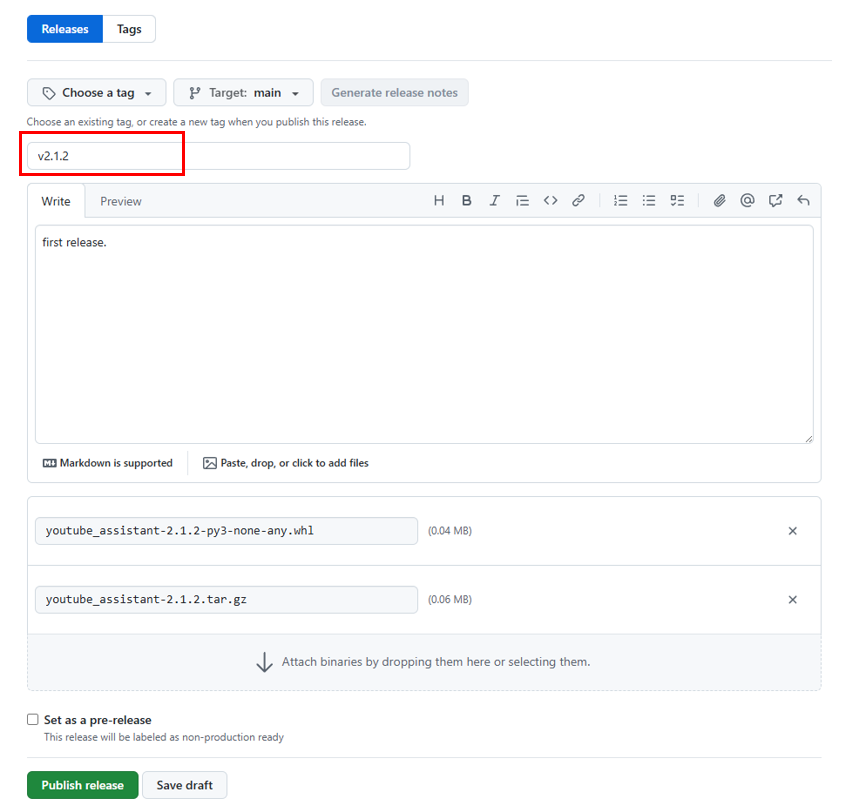 Releases Tags
Choose a tag Target: main Generate release notes
Choose an existing tag, or create a new tag when you publish this release.
v2.1.2
Write Preview
first release.
Markdown is supported Paste, drop, or click to add files
youtube_assistant-2.1.2-py3-none-any.whl (0.04 MB)
youtube_assistant-2.1.2.tar.gz (0.06 MB)
Attach binaries by dropping them here or selecting them.
Set as a pre-release
This release will be labeled as non-production ready
Publish release Save draft